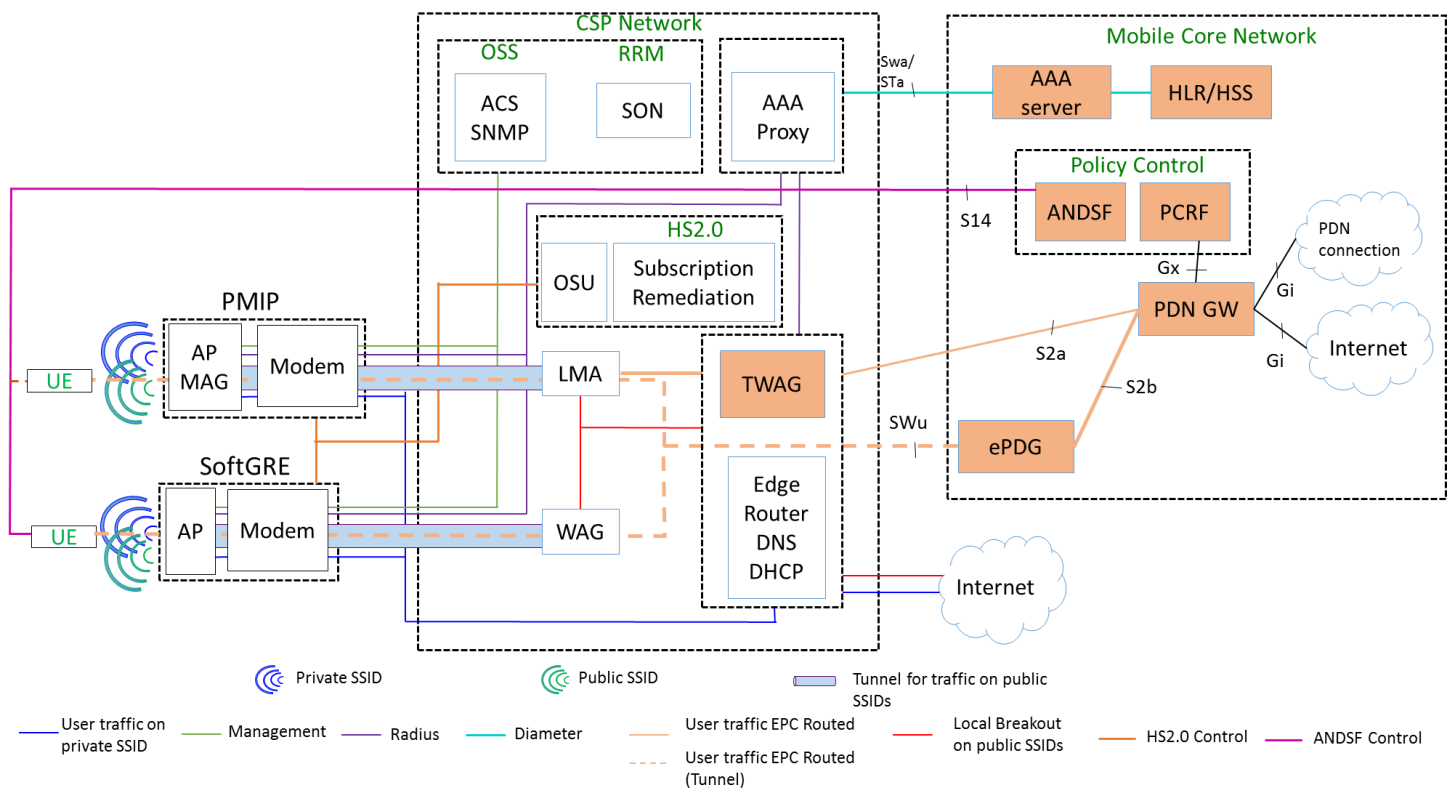 CSP Network
OSS
RRM
ACS
SNMP
SON
AAA
Proxy
Swa/
STa
Mobile Core Network
AAA
server
HLR/HSS
Policy Control
ANDSF
PCRF
S14
Gx
PDN
connection
Gi
PDN GW
Gi
Internet
HS2.0
OSU
Subscription
Remediation
PMIP
AP
MAG
Modem
UE
LMA
TWAG
S2a
S2b
SWu
ePDG
SoftGRE
AP
Modem
UE
WAG
Edge
Router
DNS
DHCP
Internet
Private SSID
Public SSID
Tunnel for traffic on public
SSIDs
User traffic on
private SSID
Management
Radius
Diameter
User traffic EPC Routed
User traffic EPC Routed
(Tunnel)
Local Breakout
on public SSIDs
HS2.0 Control
ANDSF Control